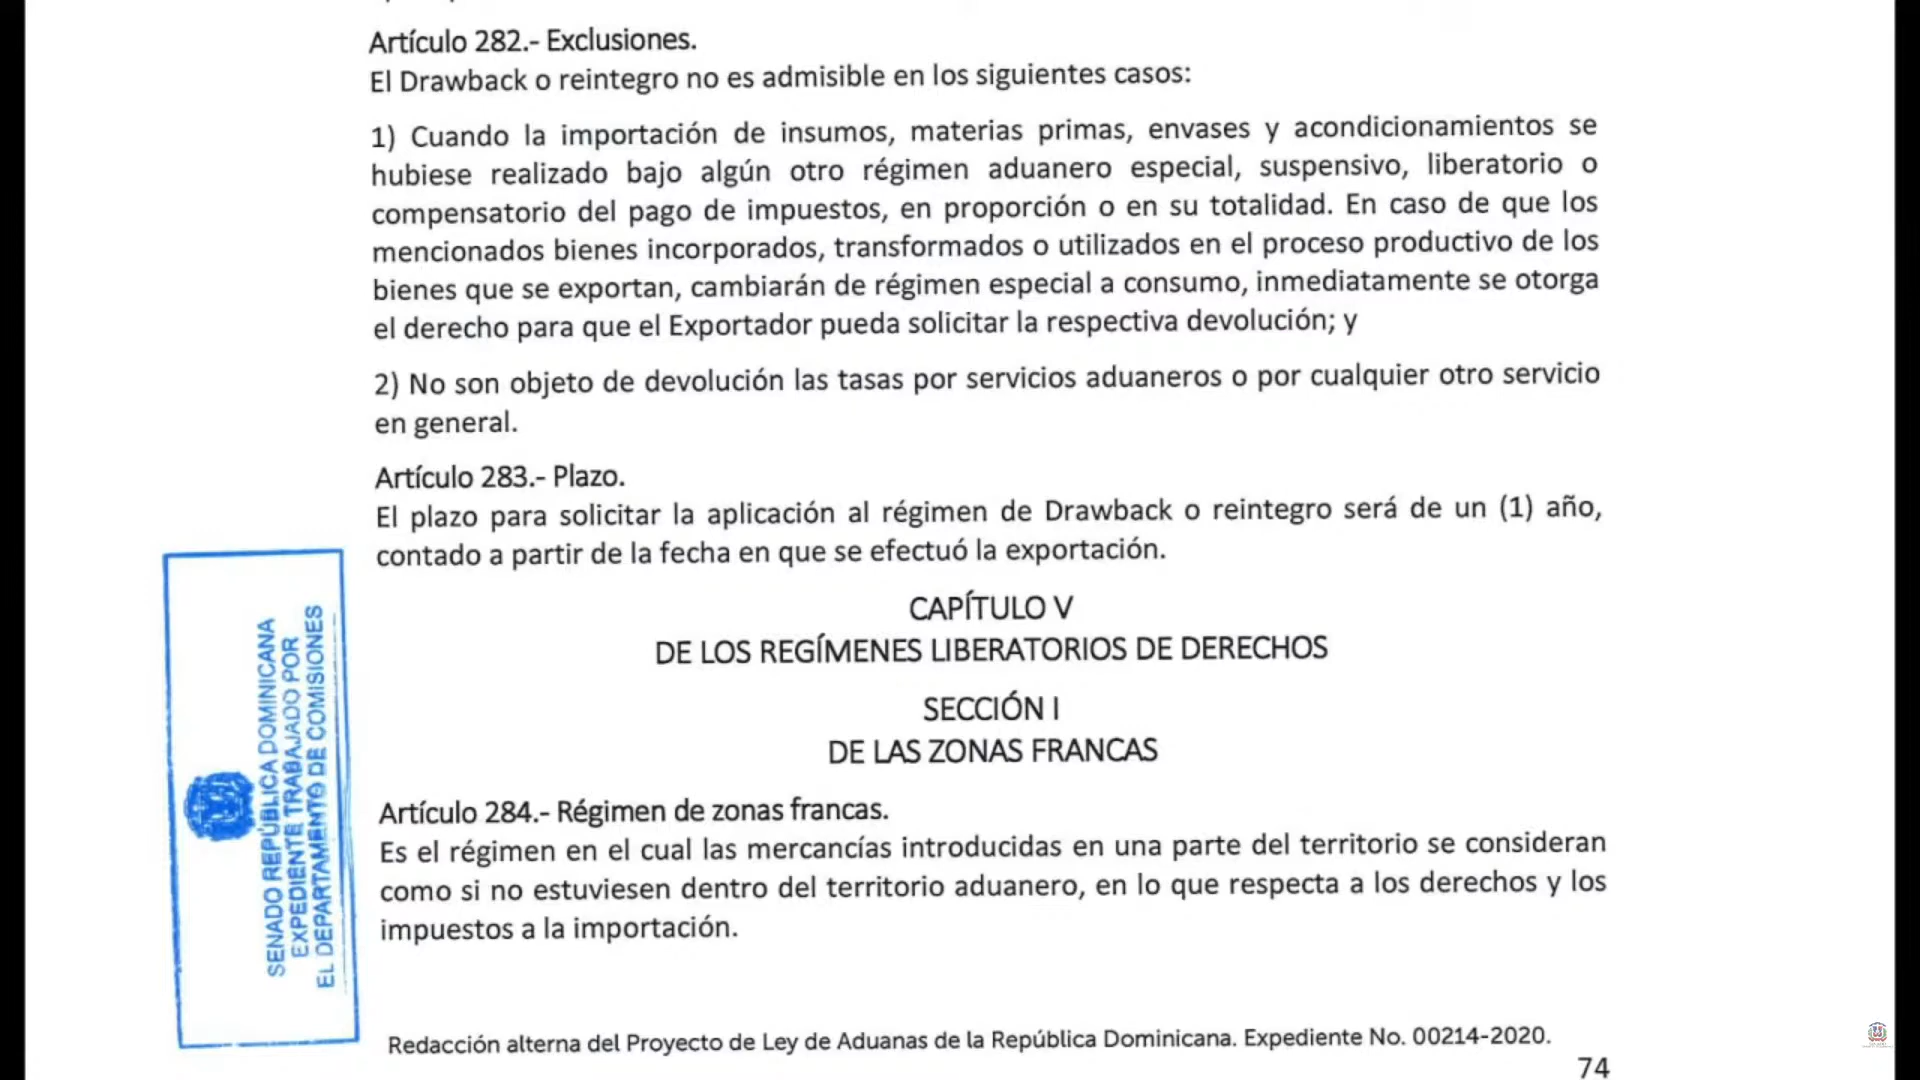 Artículo 282.- Exclusiones.
El Drawback o reintegro no es admisible en los siguientes casos:
1) Cuando la importación de insumos, materias primas, envases y acondicionamientos se
hubiese realizado bajo algún otro régimen aduanero especial, suspensivo, liberatorio o
compensatorio del pago de impuestos, en proporción o en su totalidad. En caso de que los
mencionados bienes incorporados, transformados o utilizados en el proceso productivo de los
bienes que se exportan, cambiarán de régimen especial a consumo, inmediatamente se otorga
el derecho para que el Exportador pueda solicitar la respectiva devolución; y
2) No son objeto de devolución las tasas por servicios aduaneros o por cualquier otro servicio
en general.
Artículo 283.- Plazo.
El plazo para solicitar la aplicación al régimen de Drawback o reintegro será de un (1) año,
contado a partir de la fecha en que se efectuó la exportación.
CAPÍTULO V
DE LOS REGÍMENES LIBERATORIOS DE DERECHOS
SECCIÓN I
DE LAS ZONAS FRANCAS
Artículo 284.- Régimen de zonas francas.
Es el régimen en el cual las mercancías introducidas en una parte del territorio se consideran
como si no estuviesen dentro del territorio aduanero, en lo que respecta a los derechos y los
impuestos a la importación.
SENADO REPÚBLICA DOMINICANA
EXPEDIENTE TRABAJADO POR
EL DEPARTAMENTO DE COMISIONES
Redacción alterna del Proyecto de Ley de Aduanas de la República Dominicana. Expediente No. 00214-2020.
74